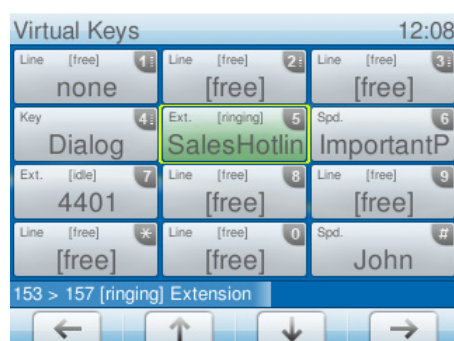 Virtual Keys 12:08
Line [free] 1 Line [free] 2 Line [free] 3
none [free] [free]
Key 4 Ext. [ringing] 5 Spd. 6
Dialog SalesHotlin ImportantP
Ext. [idle] 7 Line [free] 8 Line [free] 9
4401 [free] [free]
Line [free] * Line [free] 0 Spd. #
[free] [free] John
153 > 157 [ringing] Extension
← ↑ ↓ →